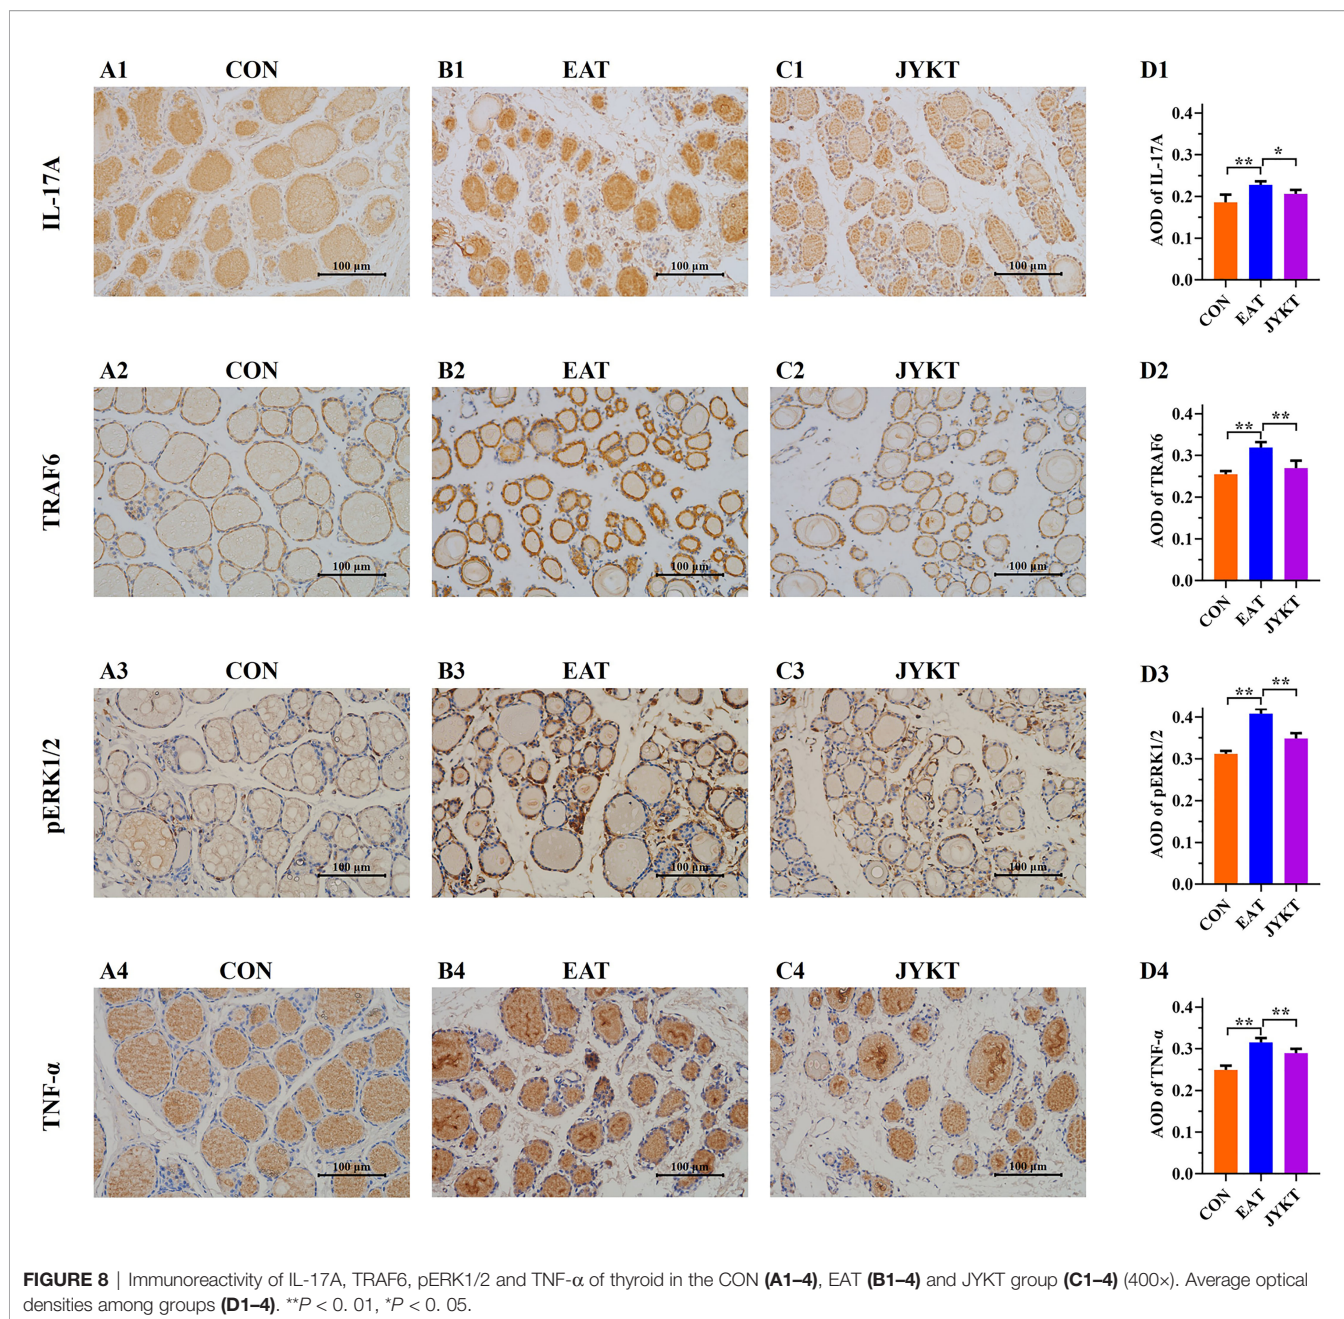 A1 CON B1 EAT C1 JYKT D1
IL-17A
100 μm 100 μm 100 μm
AOD of IL-17A
0.4
0.3
0.2
0.1
0.0
** *
CON EAT JYKT
A2 CON B2 EAT C2 JYKT D2
TRAF6
100 μm 100 μm 100 μm
AOD of TRAF6
0.4
0.3
0.2
0.1
0.0
** **
CON EAT JYKT
A3 CON B3 EAT C3 JYKT D3
pERK1/2
100 μm 100 μm 100 μm
AOD of pERK1/2
0.4
0.3
0.2
0.1
0.0
** **
CON EAT JYKT
A4 CON B4 EAT C4 JYKT D4
TNF-α
100 μm 100 μm 100 μm
AOD of TNF-α
0.4
0.3
0.2
0.1
0.0
** **
CON EAT JYKT
FIGURE 8 | Immunoreactivity of IL-17A, TRAF6, pERK1/2 and TNF-α of thyroid in the CON (A1–4), EAT (B1–4) and JYKT group (C1–4) (400×). Average optical
densities among groups (D1–4). **P < 0. 01, *P < 0. 05.